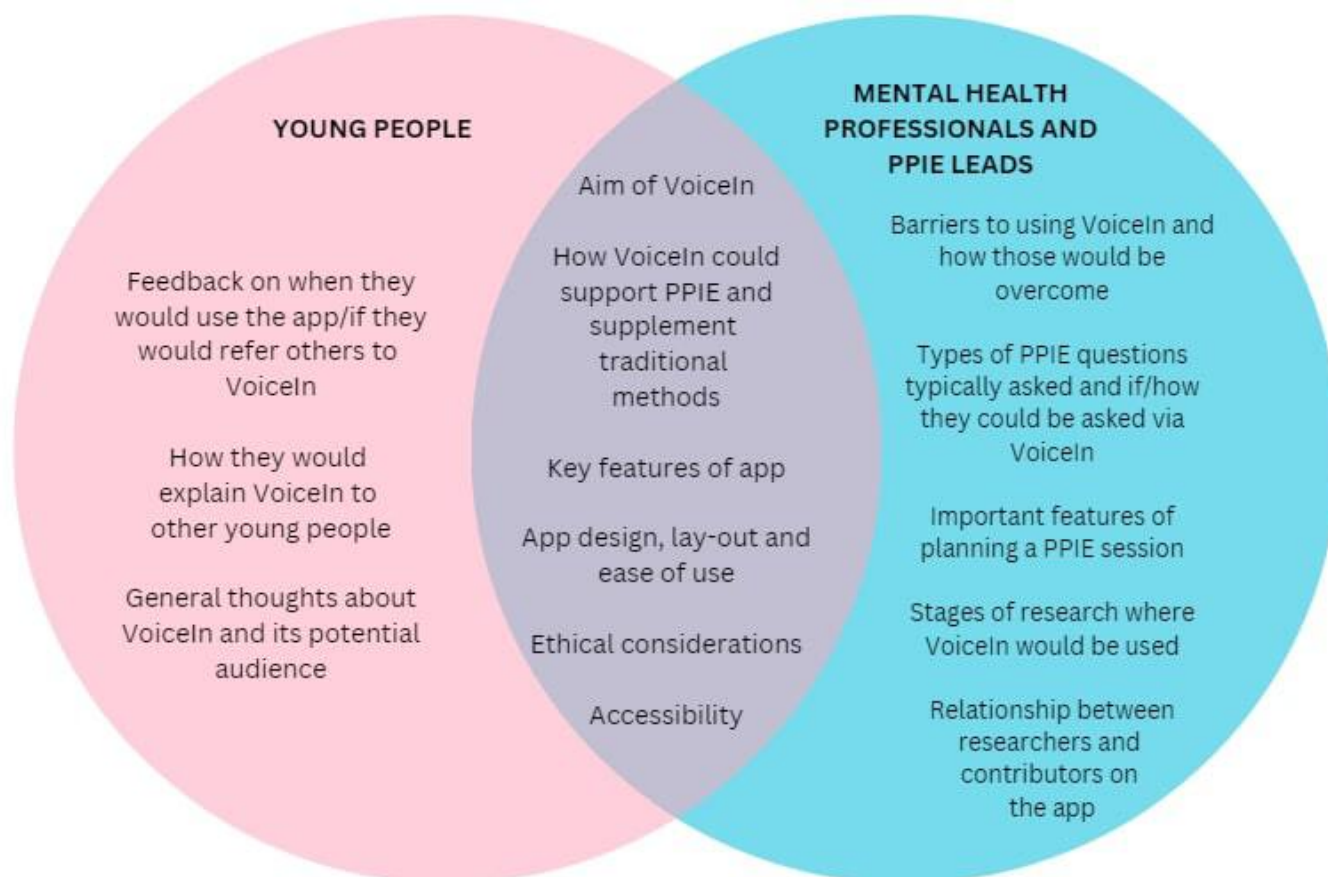 YOUNG PEOPLE
Feedback on when they
would use the app/if they
would refer others to
VoiceIn
How they would
explain VoiceIn to
other young people
General thoughts about
VoiceIn and its potential
audience
Aim of VoiceIn
How VoiceIn could
support PPIE and
supplement
traditional
methods
Key features of app
App design, lay-out and
ease of use
Ethical considerations
Accessibility
MENTAL HEALTH
PROFESSIONALS AND
PPIE LEADS
Barriers to using VoiceIn and
how those would be
overcome
Types of PPIE questions
typically asked and if/how
they could be asked via
VoiceIn
Important features of
planning a PPIE session
Stages of research where
VoiceIn would be used
Relationship between
researchers and
contributors on
the app